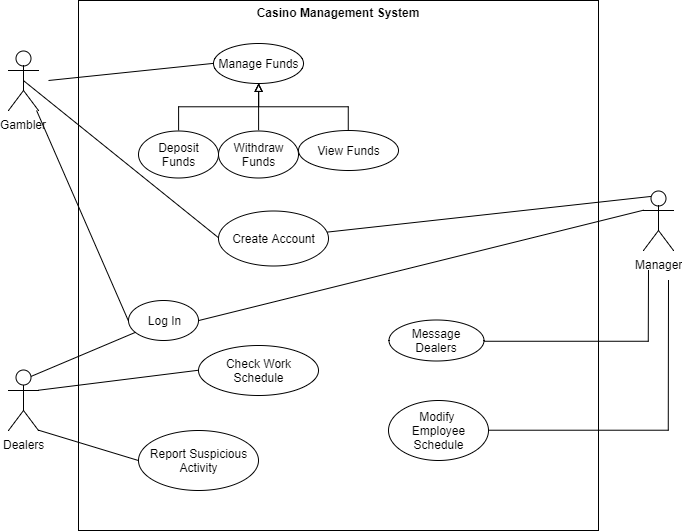 Casino Management System
Manage Funds
Gambler
Deposit
Funds
Withdraw
Funds
View Funds
Create Account
Manager
Log In
Message
Dealers
Check Work
Schedule
Modify
Employee
Schedule
Dealers
Report Suspicious
Activity